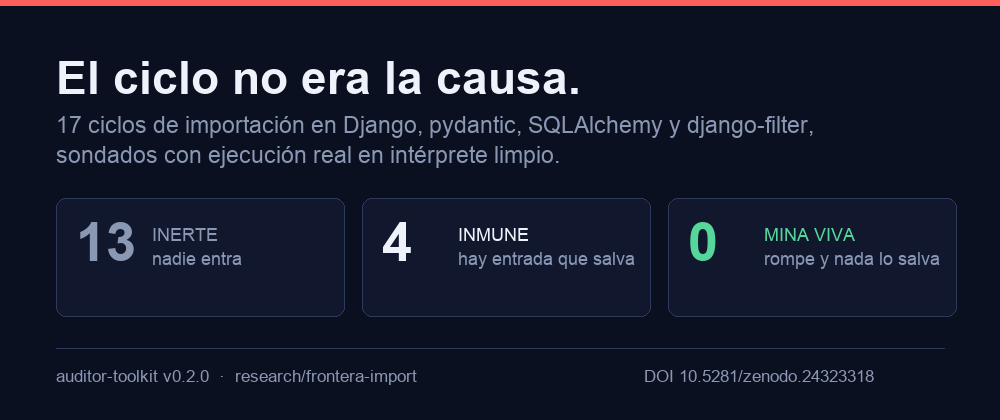 El ciclo no era la causa.
17 ciclos de importación en Django, pydantic, SQLAlchemy y django-filter,
sondados con ejecución real en intérprete limpio.
13
INERTE
nadie entra
4
INMUNE
hay entrada que salva
0
MINA VIVA
rompe y nada lo salva
auditor-toolkit v0.2.0 · research/frontera-import
DOI 10.5281/zenodo.24323318